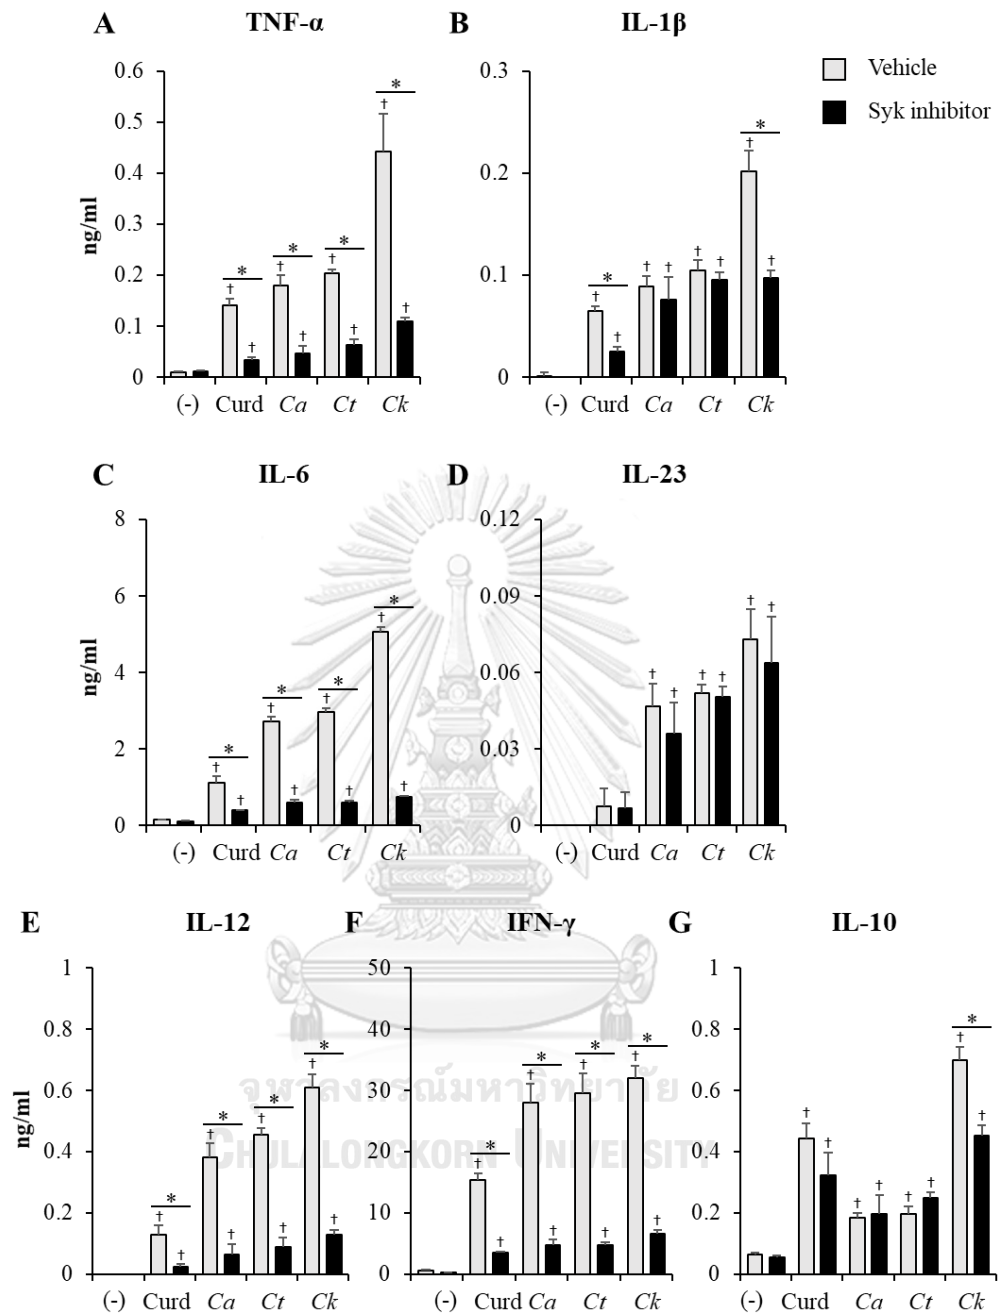 A TNF-α
B IL-1β
Vehicle
Syk inhibitor
ng/ml
0.6
0.5
0.4
0.3
0.2
0.1
0
* * * *
† † † † † † † †
(-) Curd Ca Ct Ck
0.3
0.2
0.1
0
* *
† † † † † † † †
(-) Curd Ca Ct Ck
C IL-6
D IL-23
ng/ml
8
6
4
2
0
* * * *
† † † † † † † †
(-) Curd Ca Ct Ck
0.12
0.09
0.06
0.03
0
† † † † † †
(-) Curd Ca Ct Ck
E IL-12
F IFN-γ
G IL-10
ng/ml
1
0.8
0.6
0.4
0.2
0
* * * *
† † † † † † † †
(-) Curd Ca Ct Ck
50
40
30
20
10
0
* * * *
† † † † † † † †
(-) Curd Ca Ct Ck
1
0.8
0.6
0.4
0.2
0
*
† † † † † † † †
(-) Curd Ca Ct Ck
จุฬาลงกรณ์มหาวิทยาลัย
CHULALONGKORN UNIVERSITY